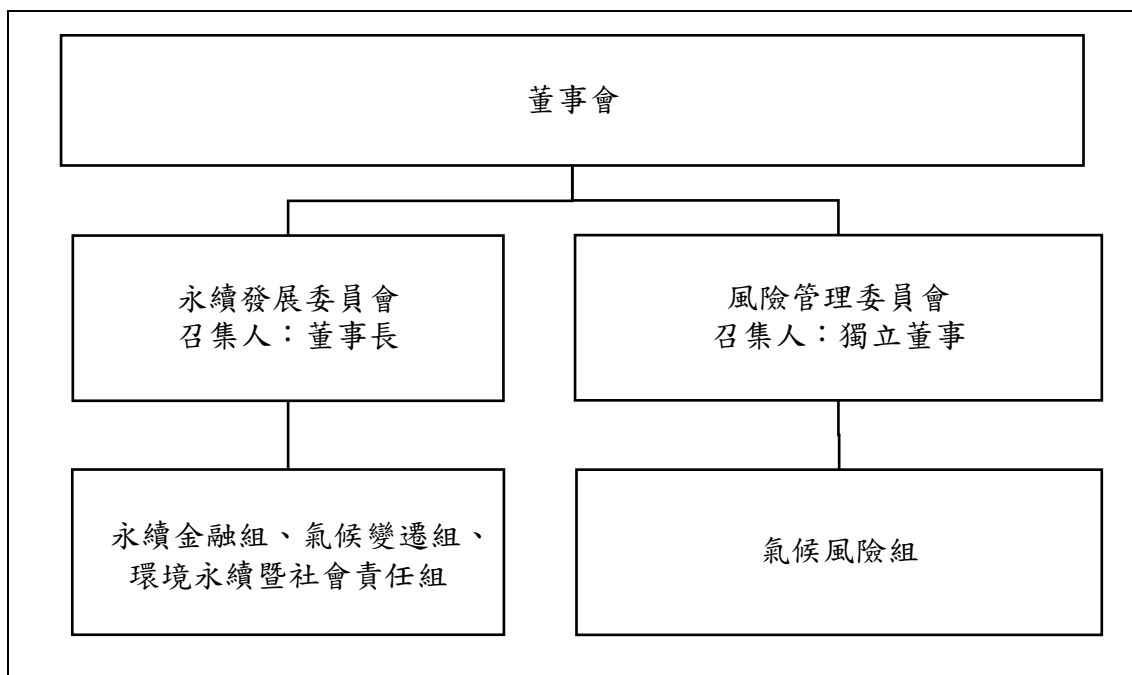 董事會
永續發展委員會
召集人：董事長
風險管理委員會
召集人：獨立董事
永續金融組、氣候變遷組、
環境永續暨社會責任組
氣候風險組